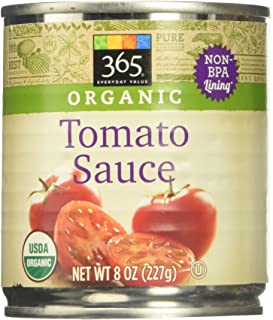 365
EVERYDAY VALUE
PURE
NON-
BPA
Lining
ORGANIC
Tomato
Sauce
USDA
ORGANIC
NET WT 8 OZ (227g)
U